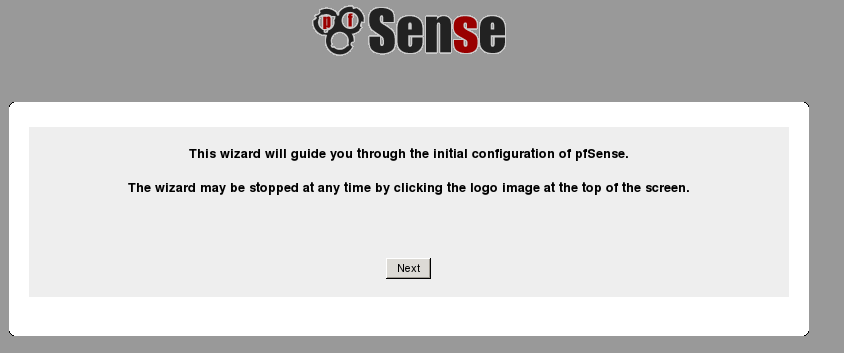 pfSense
This wizard will guide you through the initial configuration of pfSense.
The wizard may be stopped at any time by clicking the logo image at the top of the screen.
Next